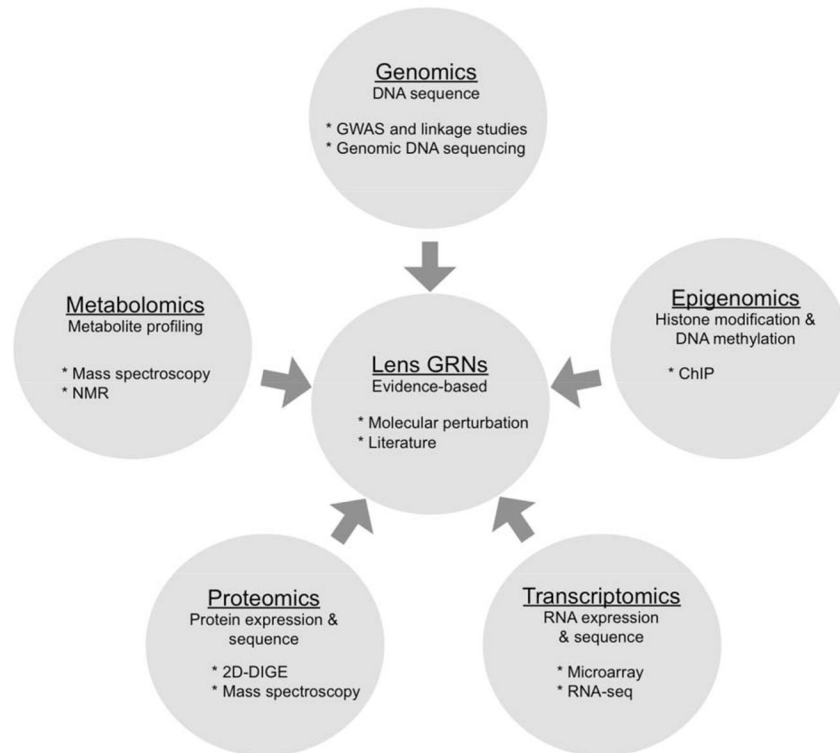 Genomics
DNA sequence
* GWAS and linkage studies
* Genomic DNA sequencing
Metabolomics
Metabolite profiling
* Mass spectroscopy
* NMR
Epigenomics
Histone modification &
DNA methylation
* ChIP
Lens GRNs
Evidence-based
* Molecular perturbation
* Literature
Proteomics
Protein expression &
sequence
* 2D-DIGE
* Mass spectroscopy
Transcriptomics
RNA expression
& sequence
* Microarray
* RNA-seq